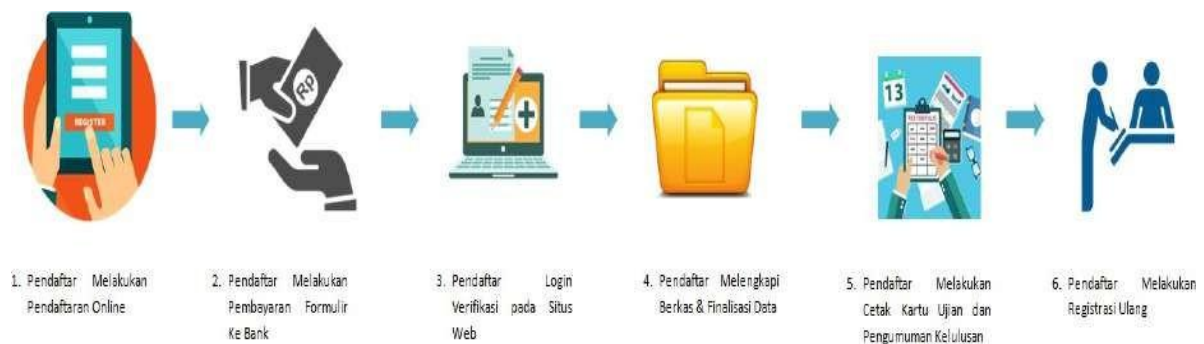 REGISTER
Rp
13
1. Pendaftar Melakukan
Pendaftaran Online
2. Pendaftar Melakukan
Pembayaran Formulir
Ke Bank
3. Pendaftar Login
Verifikasi pada Situs
Web
4. Pendaftar Melengkapi
Berkas & Finalisasi Data
5. Pendaftar Melakukan
Cetak Kartu Ujian dan
Pengumuman Kelulusan
6. Pendaftar Melakukan
Registrasi Ulang